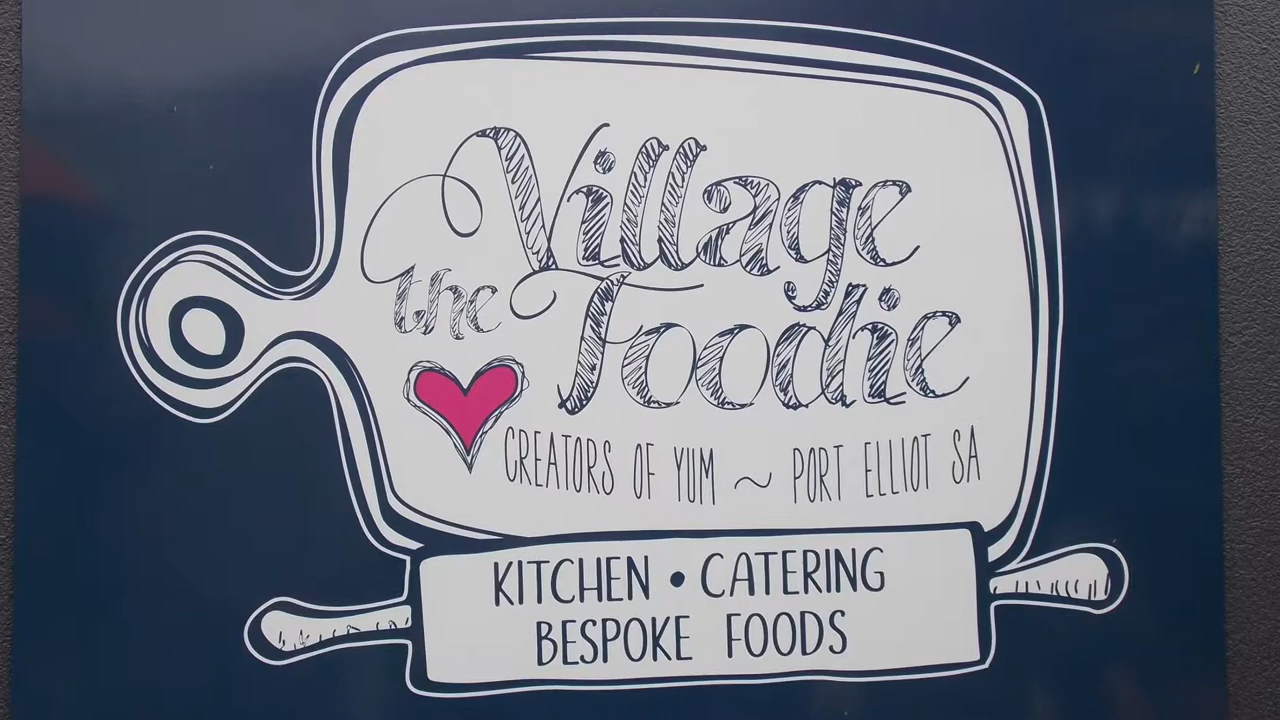 the Village
Foodie
CREATORS OF YUM ~ PORT ELLIOT SA
KITCHEN • CATERING
BESPOKE FOODS